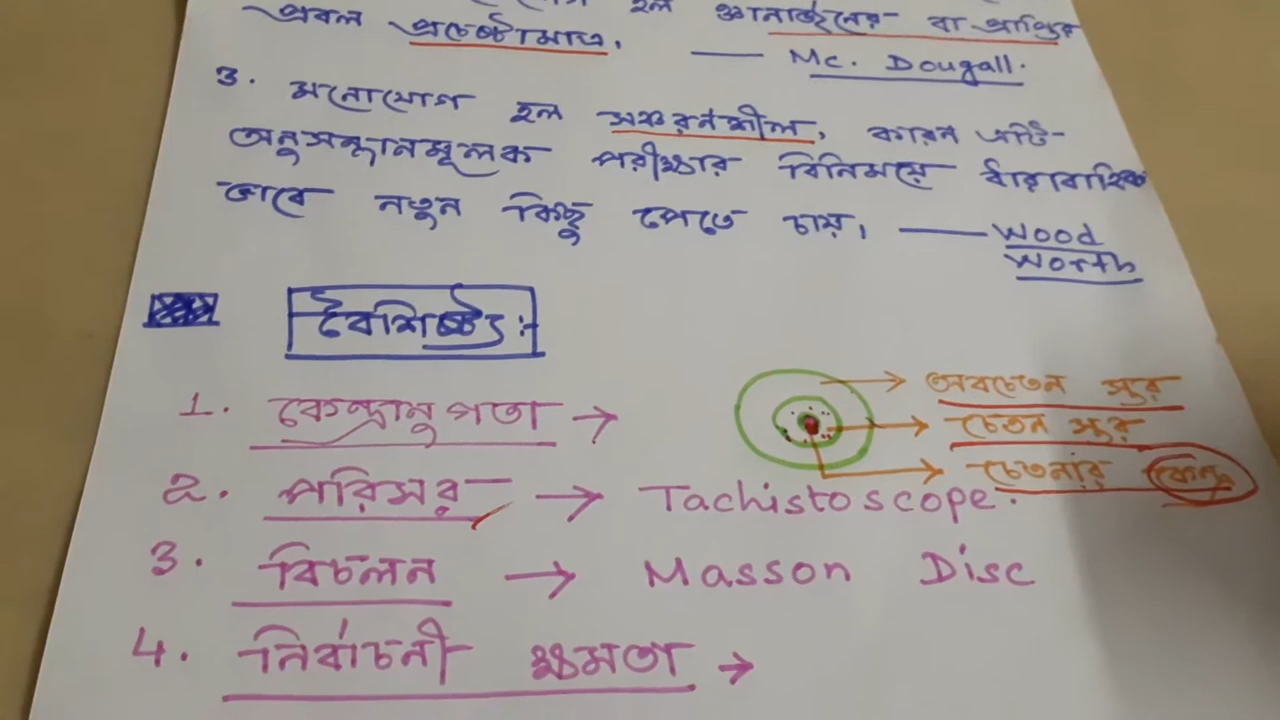 হল জ্ঞানার্জনের বা প্রাপ্তির
প্রবল প্রচেষ্টামাত্র। — Mc. Dougall.
3. মনোযোগ হল সঞ্চরনশীল, কারন এটি
অনুসন্ধানমূলক পরীক্ষার বিনিময়ে ধারাবাহিক
ভাবে নতুন কিছু পেতে চায়। — Wood
Worth
বৈশিষ্ট্য :-
1. কেন্দ্রানুগতা →
→ অবচেতন স্তর
→ চেতন স্তর
→ চেতনার কেন্দ্র
2. পরিসর → Tachistoscope.
3. বিচলন → Masson Disc
4. নির্বাচনী ক্ষমতা →